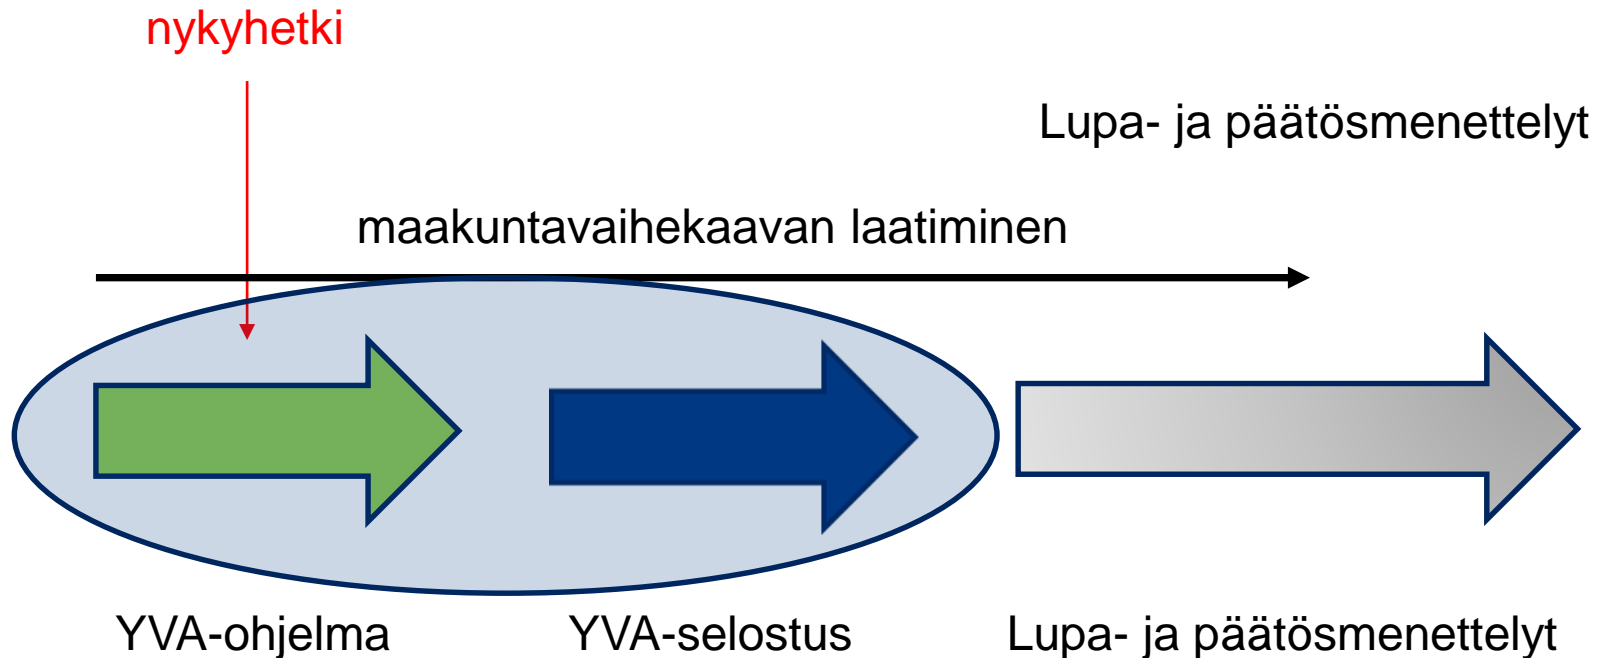 nykyhetki
Lupa- ja päätösmenettelyt
maakuntavaihekaavan laatiminen
YVA-ohjelma
YVA-selostus
Lupa- ja päätösmenettelyt